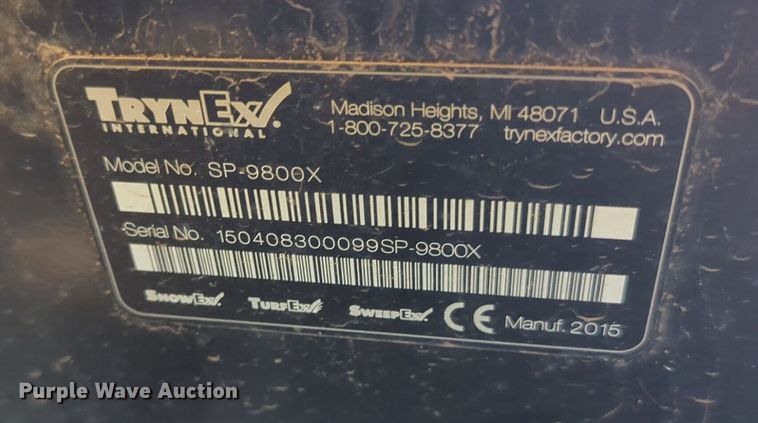 TRYNEX INTERNATIONAL®
Madison Heights, MI 48071 U.S.A.
1-800-725-8377 trynexfactory.com
Model No. SP-9800X
Serial No. 150408300099SP-9800X
SNOWEX. TURFEX SWEEPEX. CE Manuf. 2015
Purple Wave Auction